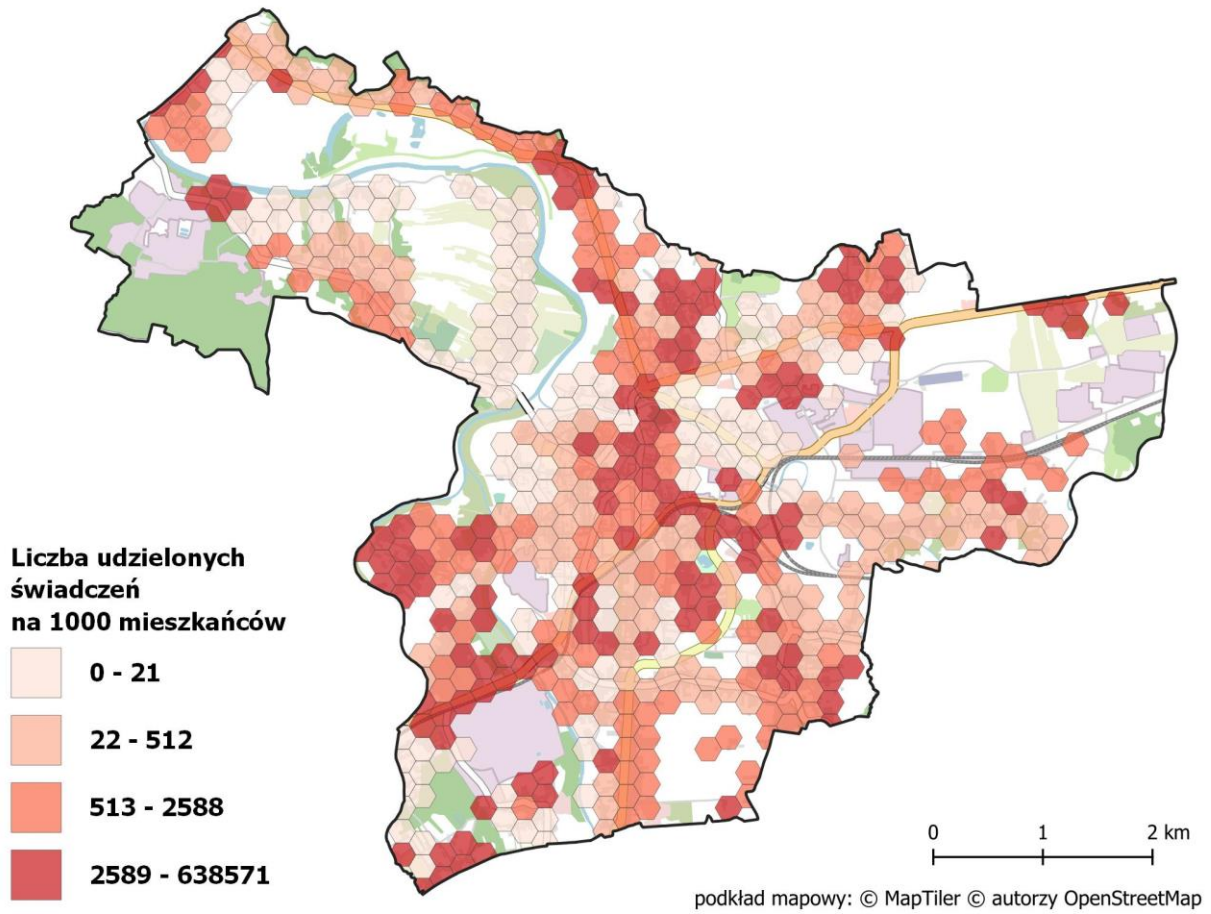 Liczba udzielonych
świadczeń
na 1000 mieszkańców
0 - 21
22 - 512
513 - 2588
2589 - 638571
0 1 2 km
podkład mapowy: © MapTiler © autorzy OpenStreetMap